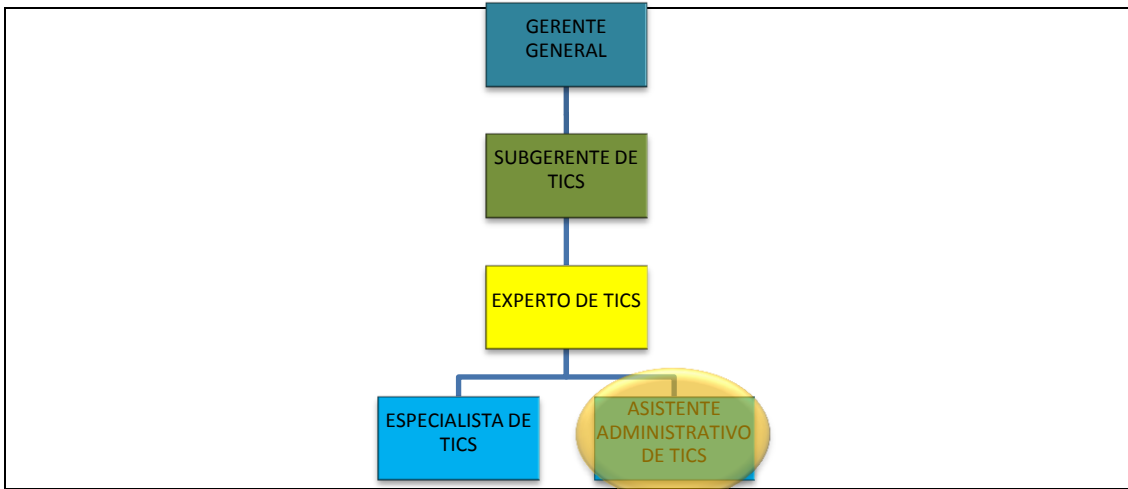 GERENTE
GENERAL
SUBGERENTE DE
TICS
EXPERTO DE TICS
ESPECIALISTA DE
TICS
ASISTENTE
ADMINISTRATIVO
DE TICS